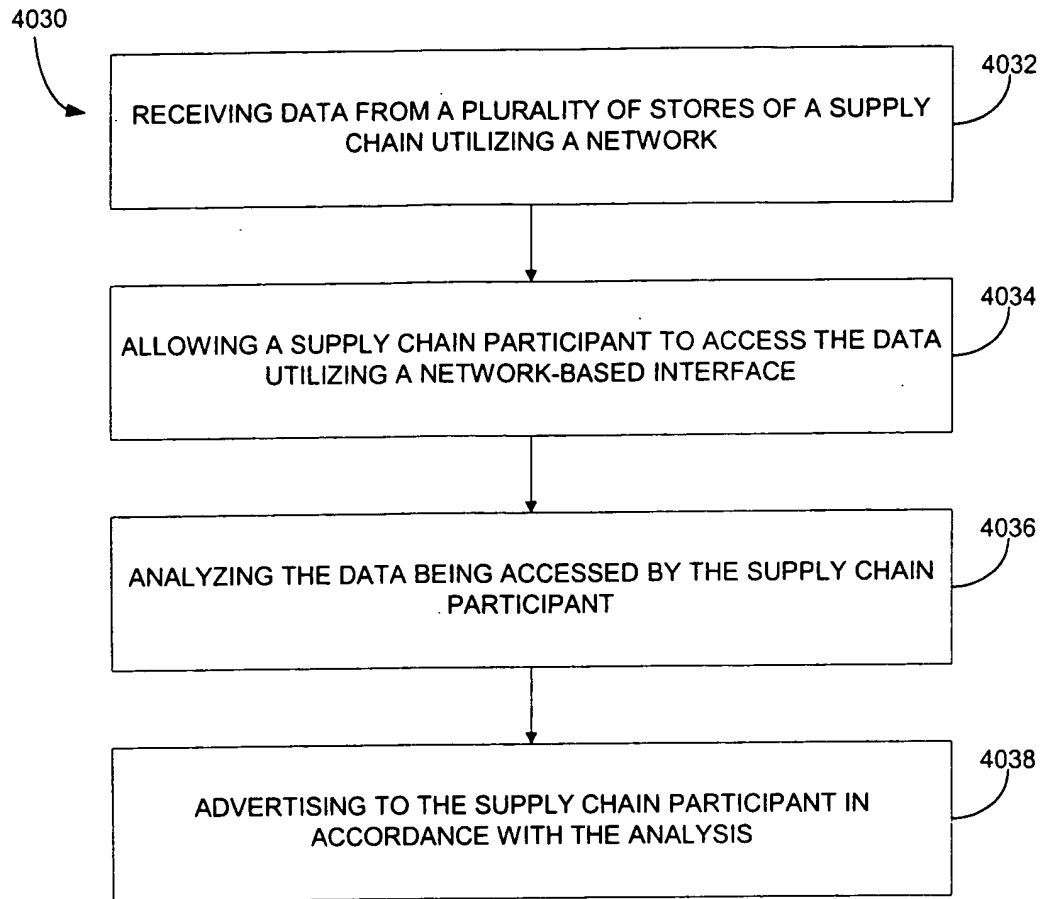 4030
4032
RECEIVING DATA FROM A PLURALITY OF STORES OF A SUPPLY
CHAIN UTILIZING A NETWORK
4034
ALLOWING A SUPPLY CHAIN PARTICIPANT TO ACCESS THE DATA
UTILIZING A NETWORK-BASED INTERFACE
4036
ANALYZING THE DATA BEING ACCESSED BY THE SUPPLY CHAIN
PARTICIPANT
4038
ADVERTISING TO THE SUPPLY CHAIN PARTICIPANT IN
ACCORDANCE WITH THE ANALYSIS